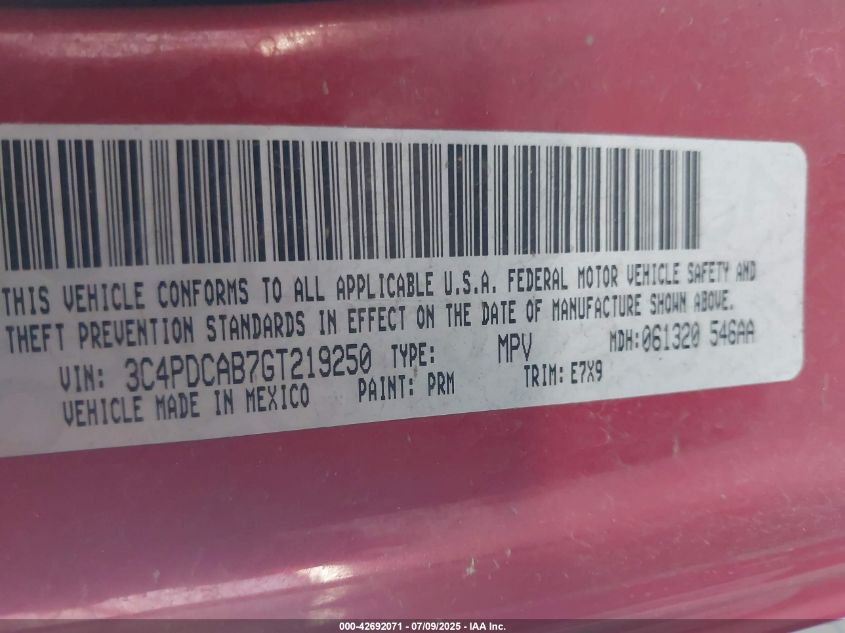 THIS VEHICLE CONFORMS TO ALL APPLICABLE U.S.A. FEDERAL MOTOR VEHICLE SAFETY AND
THEFT PREVENTION STANDARDS IN EFFECT ON THE DATE OF MANUFACTURE SHOWN ABOVE.
VIN: 3C4PDCAB7GT219250 TYPE: MPV MDH:061320 546AA
VEHICLE MADE IN MEXICO PAINT: PRM TRIM: E7X9
000-42692071 - 07/09/2025 - IAA Inc.